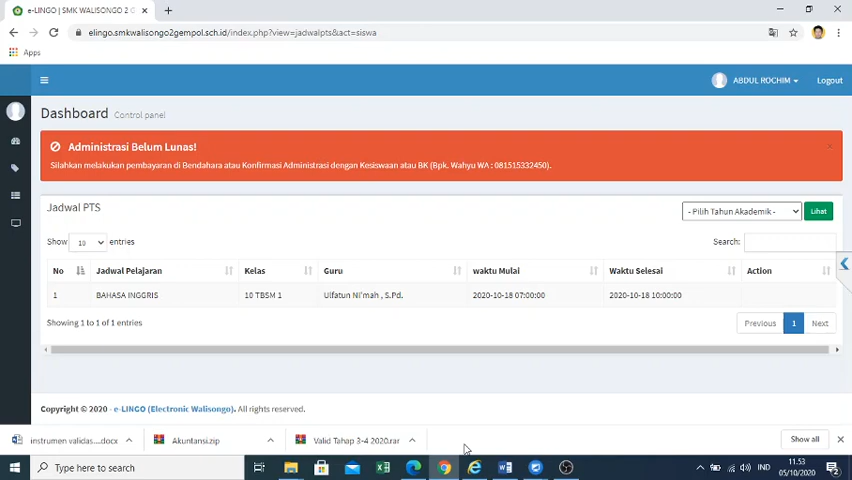 e-LINGO | SMK WALISONGO 2 G
elingo.smkwalisongo2gempol.sch.id/index.php?view=jadwalpts&act=siswa
Apps
ABDUL ROCHIM
Logout
Dashboard Control panel
Administrasi Belum Lunas!
×
Silahkan melakukan pembayaran di Bendahara atau Konfirmasi Administrasi dengan Kesiswaan atau BK (Bpk. Wahyu WA : 081515332450).
Jadwal PTS
- Pilih Tahun Akademik -
Lihat
Show 10 entries
Search:
No Jadwal Pelajaran Kelas Guru waktu Mulai Waktu Selesai Action
1 BAHASA INGGRIS 10 TBSM 1 Ulfatun Ni'mah , S.Pd. 2020-10-18 07:00:00 2020-10-18 10:00:00
Showing 1 to 1 of 1 entries
Previous 1 Next
Copyright © 2020 - e-LINGO (Electronic Walisongo). All rights reserved.
instrumen validas....docx
Akuntansi.zip
Valid Tahap 3-4 2020.rar
Show all
Type here to search
IND
11.53
05/10/2020
2